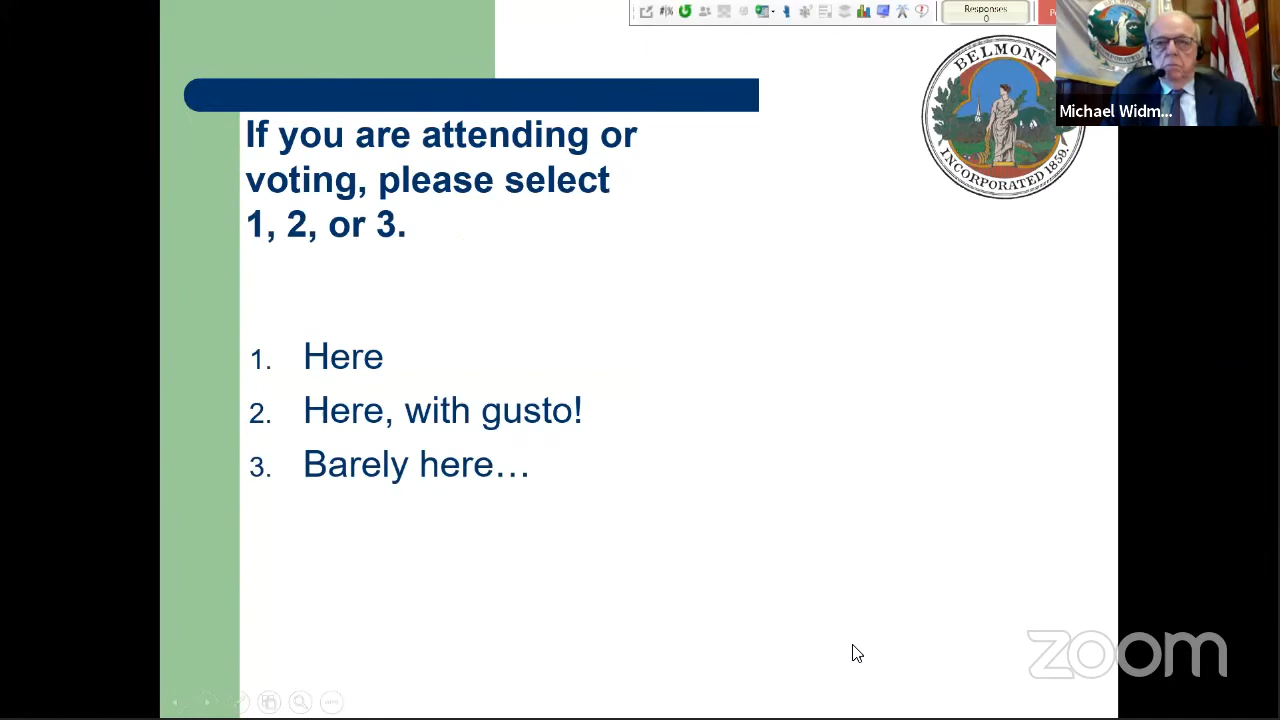 Responses
0
BELMONT
INCORPORATED 1859.
Michael Widm...
If you are attending or
voting, please select
1, 2, or 3.
1. Here
2. Here, with gusto!
3. Barely here…
zoom